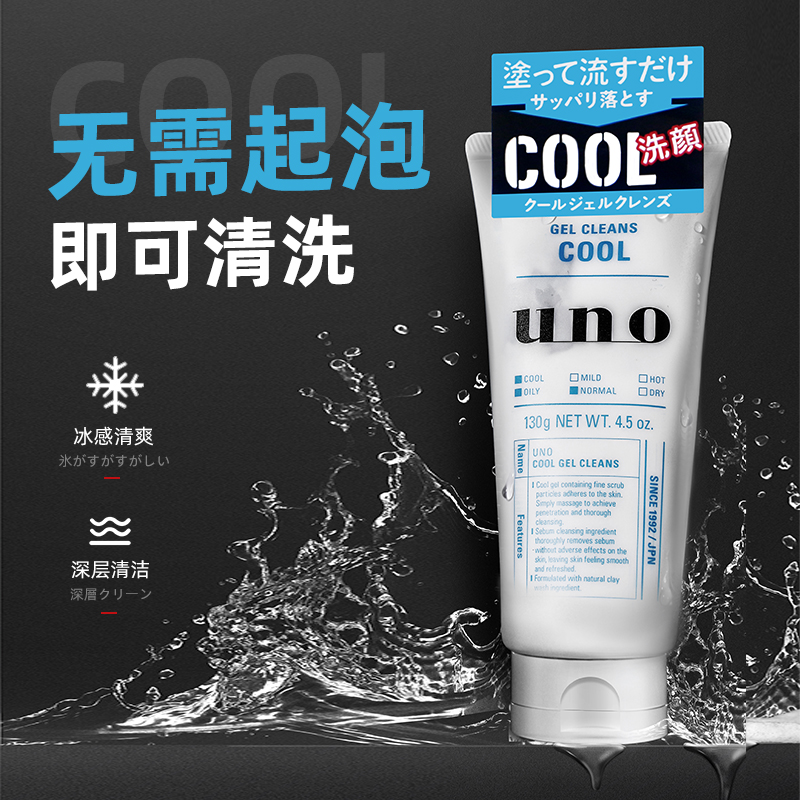 COOL
无需起泡
即可清洗
冰感清爽
氷がすがすがしい
深层清洁
深層クリーン
塗って流すだけ
サッパリ落とす
COOL洗顔
クールジェルクレンズ
GEL CLEANS
COOL
uno
COOL MILD HOT
OILY NORMAL DRY
130g NET WT. 4.5 oz.
Name
UNO
COOL GEL CLEANS
Features
Cool gel containing fine scrub
particles adheres to the skin.
Simply massage to achieve
penetration and thorough
cleansing.
Sebum cleansing ingredient
thoroughly removes sebum
without adverse effects on the
skin, leaving skin feeling smooth
and refreshed.
Formulated with natural clay
wash ingredient.
SINCE 1992 / JPN